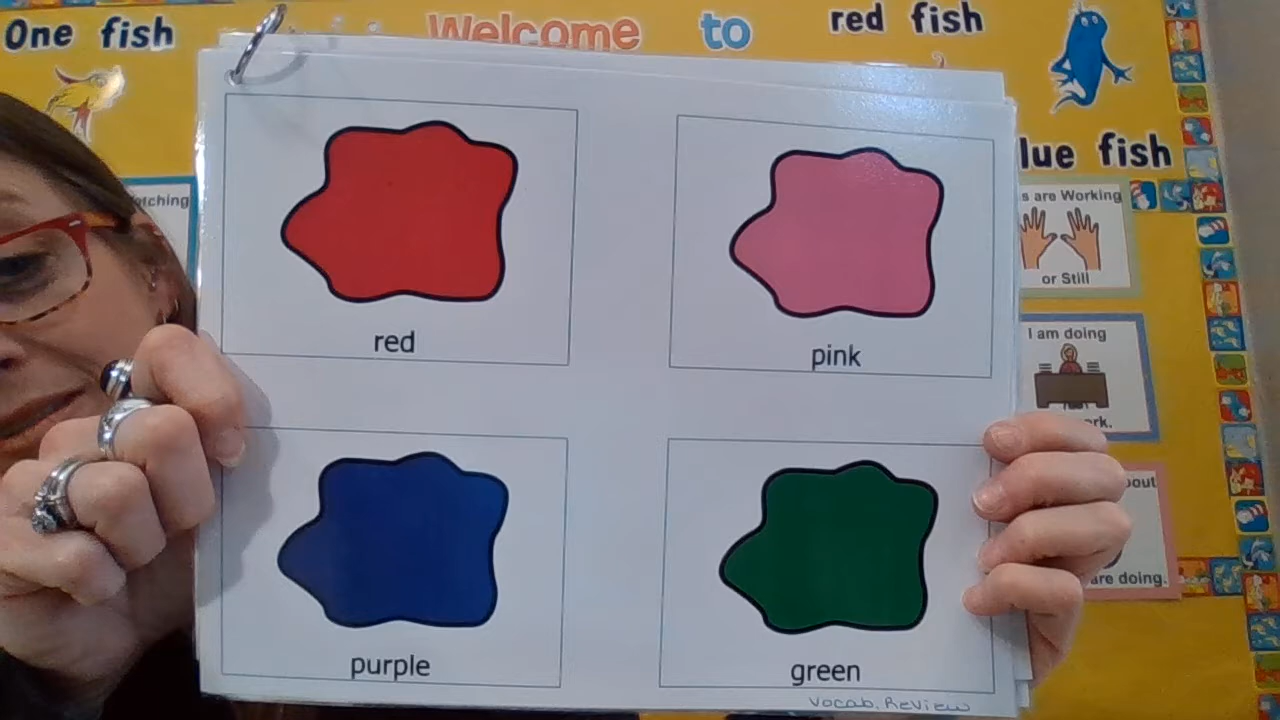 One fish
Welcome to
red fish
lue fish
atching
s are Working
or Still
I am doing
rk.
bout
are doing.
red
pink
purple
green
Vocab. Review